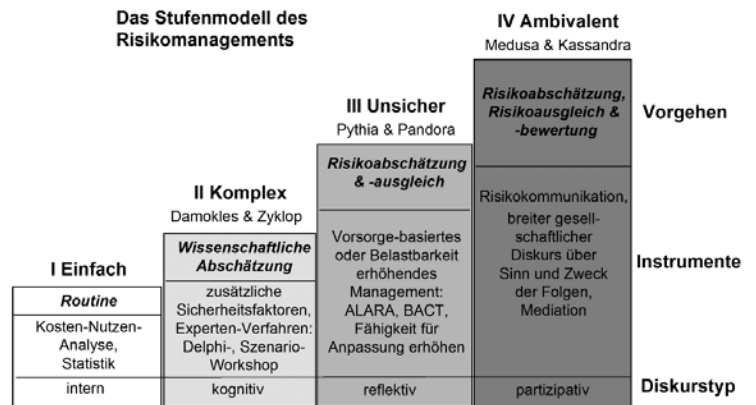 Das Stufenmodell des
Risikomanagements
I Einfach
Routine
Kosten-Nutzen-
Analyse,
Statistik
intern
II Komplex
Damokles & Zyklop
Wissenschaftliche
Abschätzung
zusätzliche
Sicherheitsfaktoren,
Experten-Verfahren:
Delphi-, Szenario-
Workshop
kognitiv
III Unsicher
Pythia & Pandora
Risikoabschätzung
& -ausgleich
Vorsorge-basiertes
oder Belastbarkeit
erhöhendes
Management:
ALARA, BACT,
Fähigkeit für
Anpassung erhöhen
reflektiv
IV Ambivalent
Medusa & Kassandra
Risikoabschätzung,
Risikoausgleich &
-bewertung
Risikokommunikation,
breiter gesell-
schaftlicher
Diskurs über
Sinn und Zweck
der Folgen,
Mediation
partizipativ
Vorgehen
Instrumente
Diskurstyp